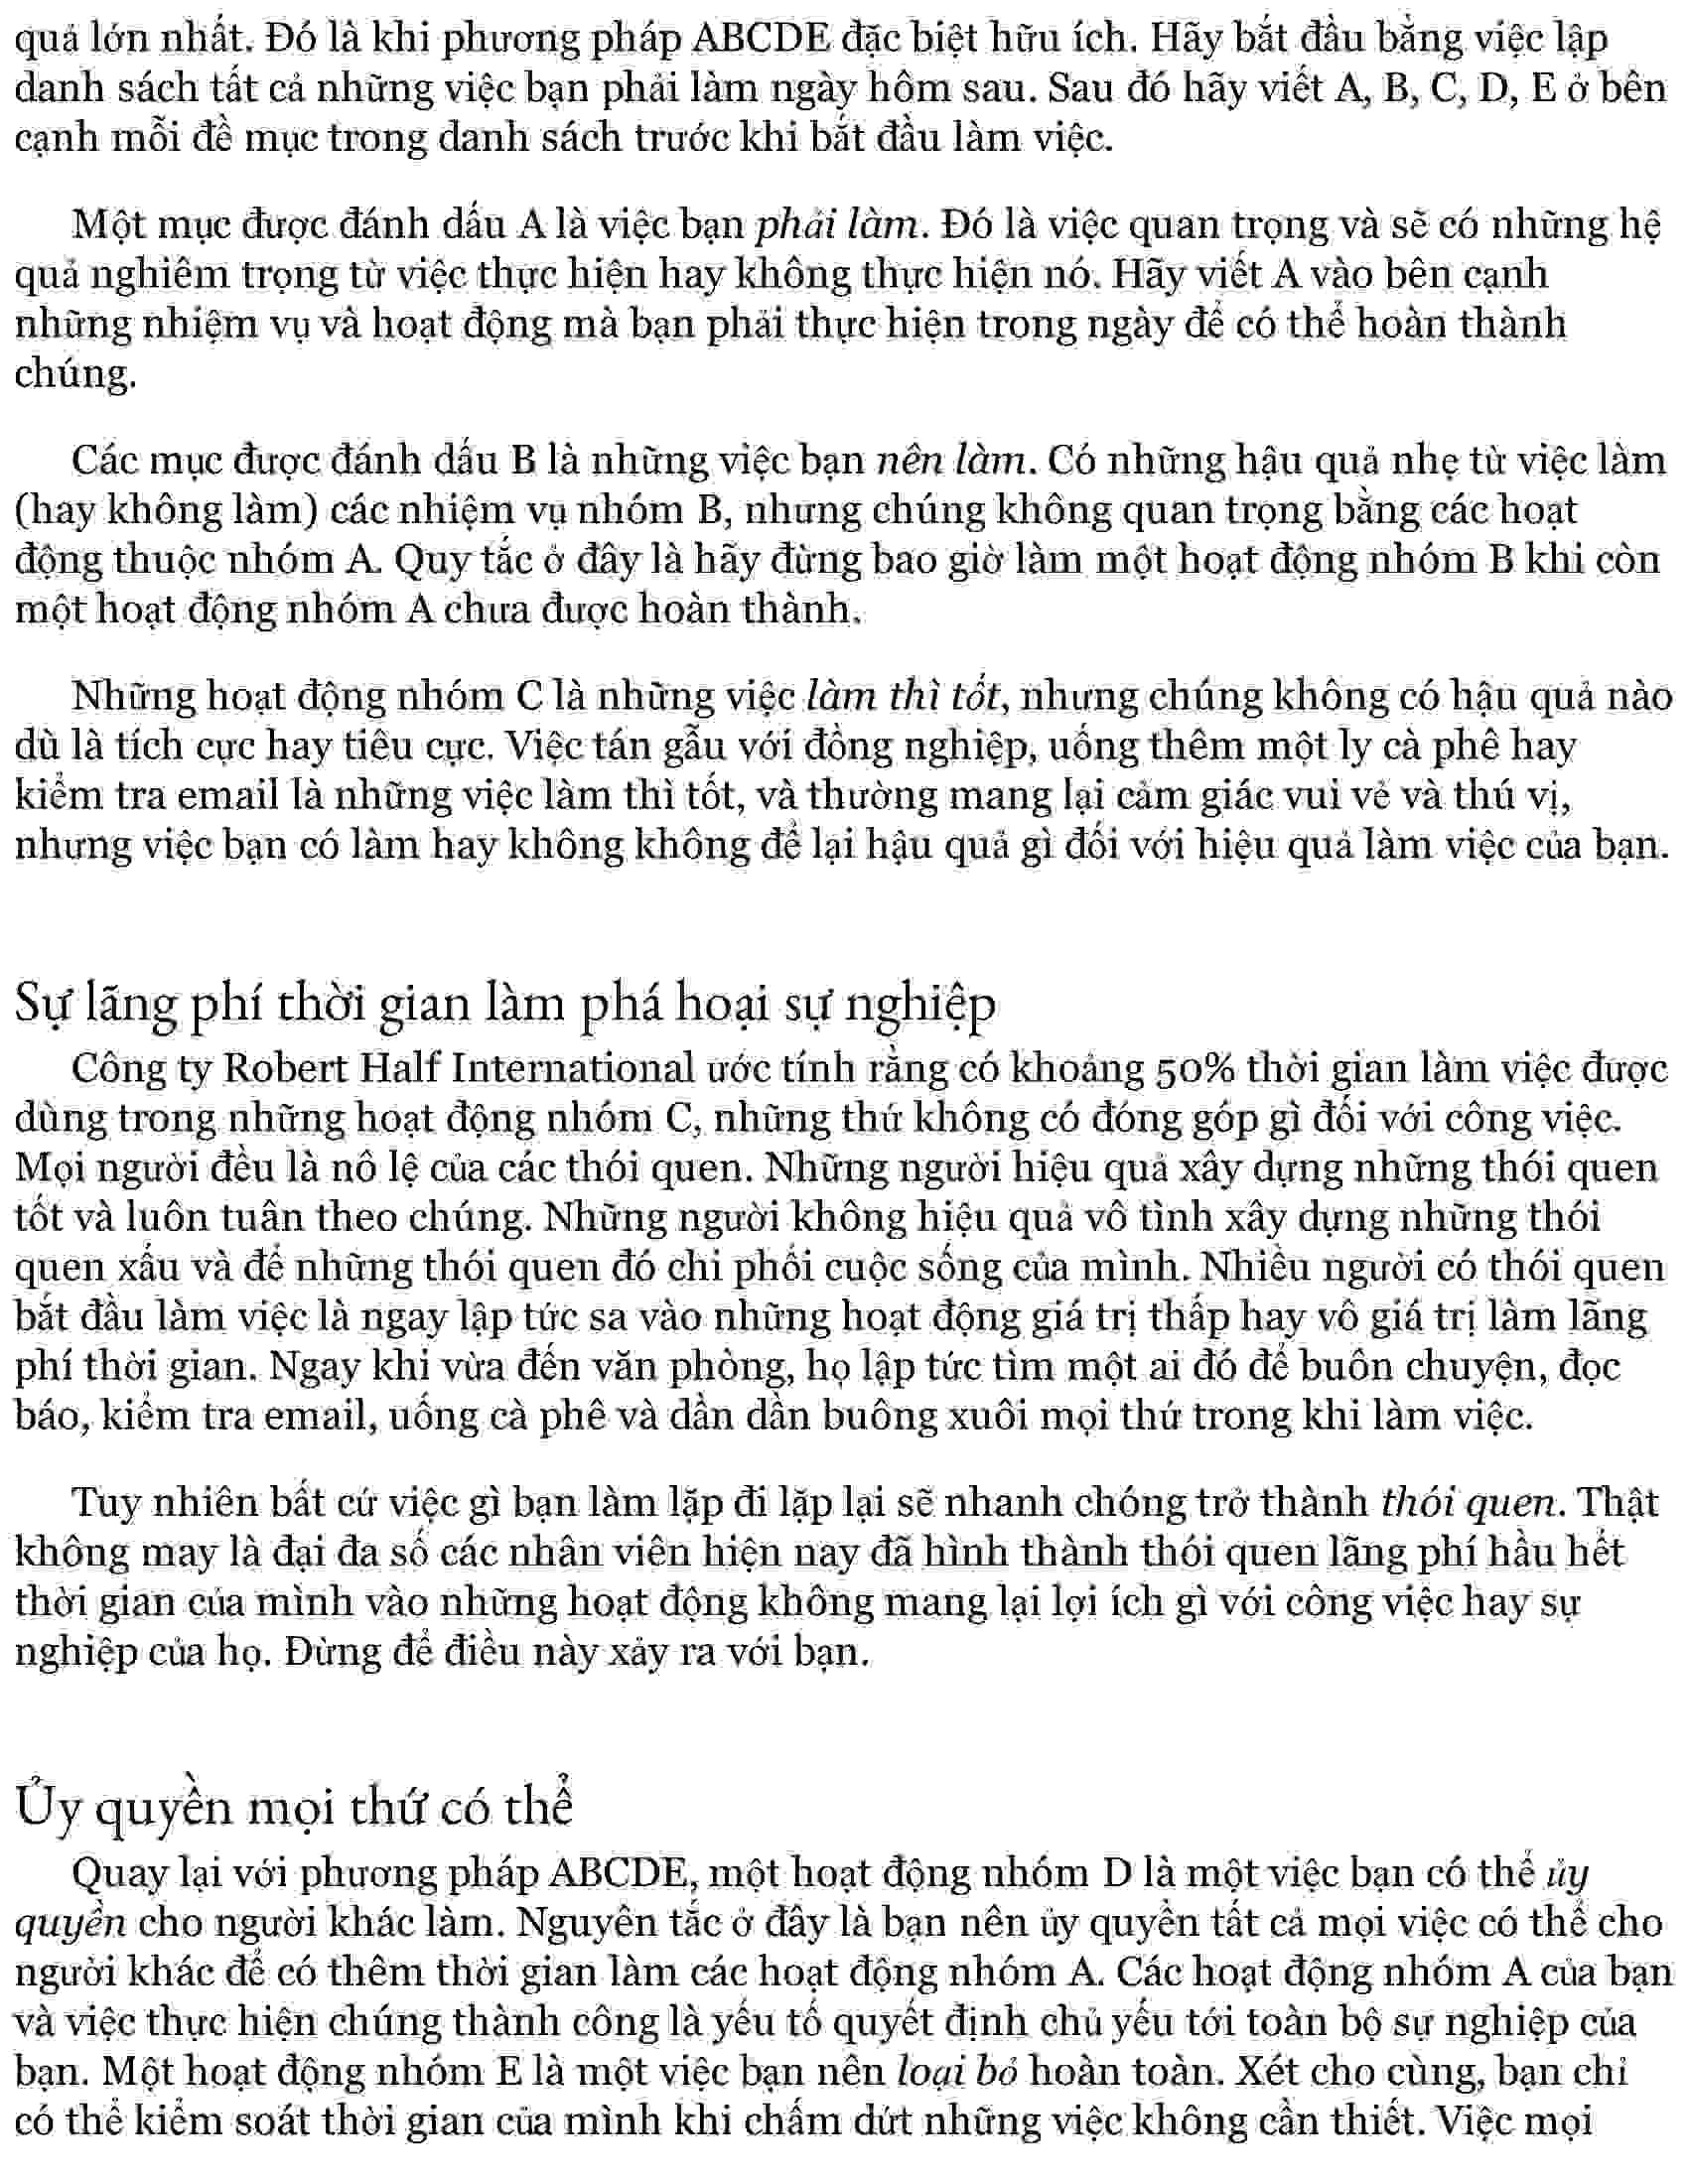 quả lớn nhất. Đó là khi phương pháp ABCDE đặc biệt hữu ích. Hãy bắt đầu bằng việc lập
danh sách tất cả những việc bạn phải làm ngày hôm sau. Sau đó hãy viết A, B, C, D, E ở bên
cạnh mỗi đề mục trong danh sách trước khi bắt đầu làm việc.
Một mục được đánh dấu A là việc bạn phải làm. Đó là việc quan trọng và sẽ có những hệ
quả nghiêm trọng từ việc thực hiện hay không thực hiện nó. Hãy viết A vào bên cạnh
những nhiệm vụ và hoạt động mà bạn phải thực hiện trong ngày để có thể hoàn thành
chúng.
Các mục được đánh dấu B là những việc bạn nên làm. Có những hậu quả nhẹ từ việc làm
(hay không làm) các nhiệm vụ nhóm B, nhưng chúng không quan trọng bằng các hoạt
động thuộc nhóm A. Quy tắc ở đây là hãy đừng bao giờ làm một hoạt động nhóm B khi còn
một hoạt động nhóm A chưa được hoàn thành.
Những hoạt động nhóm C là những việc làm thì tốt, nhưng chúng không có hậu quả nào
dù là tích cực hay tiêu cực. Việc tán gẫu với đồng nghiệp, uống thêm một ly cà phê hay
kiểm tra email là những việc làm thì tốt, và thường mang lại cảm giác vui vẻ và thú vị,
nhưng việc bạn có làm hay không không để lại hậu quả gì đối với hiệu quả làm việc của bạn.
Sự lãng phí thời gian làm phá hoại sự nghiệp
Công ty Robert Half International ước tính rằng có khoảng 50% thời gian làm việc được
dùng trong những hoạt động nhóm C, những thứ không có đóng góp gì đối với công việc.
Mọi người đều là nô lệ của các thói quen. Những người hiệu quả xây dựng những thói quen
tốt và luôn tuân theo chúng. Những người không hiệu quả vô tình xây dựng những thói
quen xấu và để những thói quen đó chi phối cuộc sống của mình. Nhiều người có thói quen
bắt đầu làm việc là ngay lập tức sa vào những hoạt động giá trị thấp hay vô giá trị làm lãng
phí thời gian. Ngay khi vừa đến văn phòng, họ lập tức tìm một ai đó để buôn chuyện, đọc
báo, kiểm tra email, uống cà phê và dần dần buông xuôi mọi thứ trong khi làm việc.
Tuy nhiên bất cứ việc gì bạn làm lặp đi lặp lại sẽ nhanh chóng trở thành thói quen. Thật
không may là đại đa số các nhân viên hiện nay đã hình thành thói quen lãng phí hầu hết
thời gian của mình vào những hoạt động không mang lại lợi ích gì với công việc hay sự
nghiệp của họ. Đừng để điều này xảy ra với bạn.
Ủy quyền mọi thứ có thể
Quay lại với phương pháp ABCDE, một hoạt động nhóm D là một việc bạn có thể ủy
quyền cho người khác làm. Nguyên tắc ở đây là bạn nên ủy quyền tất cả mọi việc có thể cho
người khác để có thêm thời gian làm các hoạt động nhóm A. Các hoạt động nhóm A của bạn
và việc thực hiện chúng thành công là yếu tố quyết định chủ yếu tới toàn bộ sự nghiệp của
bạn. Một hoạt động nhóm E là một việc bạn nên loại bỏ hoàn toàn. Xét cho cùng, bạn chỉ
có thể kiểm soát thời gian của mình khi chấm dứt những việc không cần thiết. Việc mọi